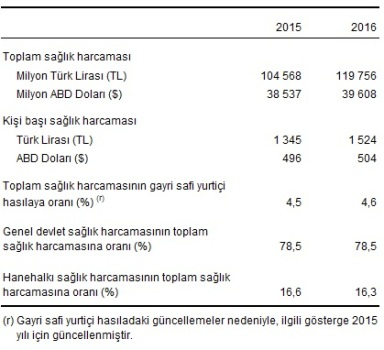 2015 2016
Toplam sağlık harcaması
Milyon Türk Lirası (TL) 104 568 119 756
Milyon ABD Doları ($) 38 537 39 608
Kişi başı sağlık harcaması
Türk Lirası (TL) 1 345 1 524
ABD Doları ($) 496 504
Toplam sağlık harcamasının gayri safi yurtiçi
hasılaya oranı (%) (r) 4,5 4,6
Genel devlet sağlık harcamasının toplam
sağlık harcamasına oranı (%) 78,5 78,5
Hanehalkı sağlık harcamasının toplam sağlık
harcamasına oranı (%) 16,6 16,3
(r) Gayri safi yurtiçi hasıladaki güncellemeler nedeniyle, ilgili gösterge 2015
yılı için güncellenmiştir.